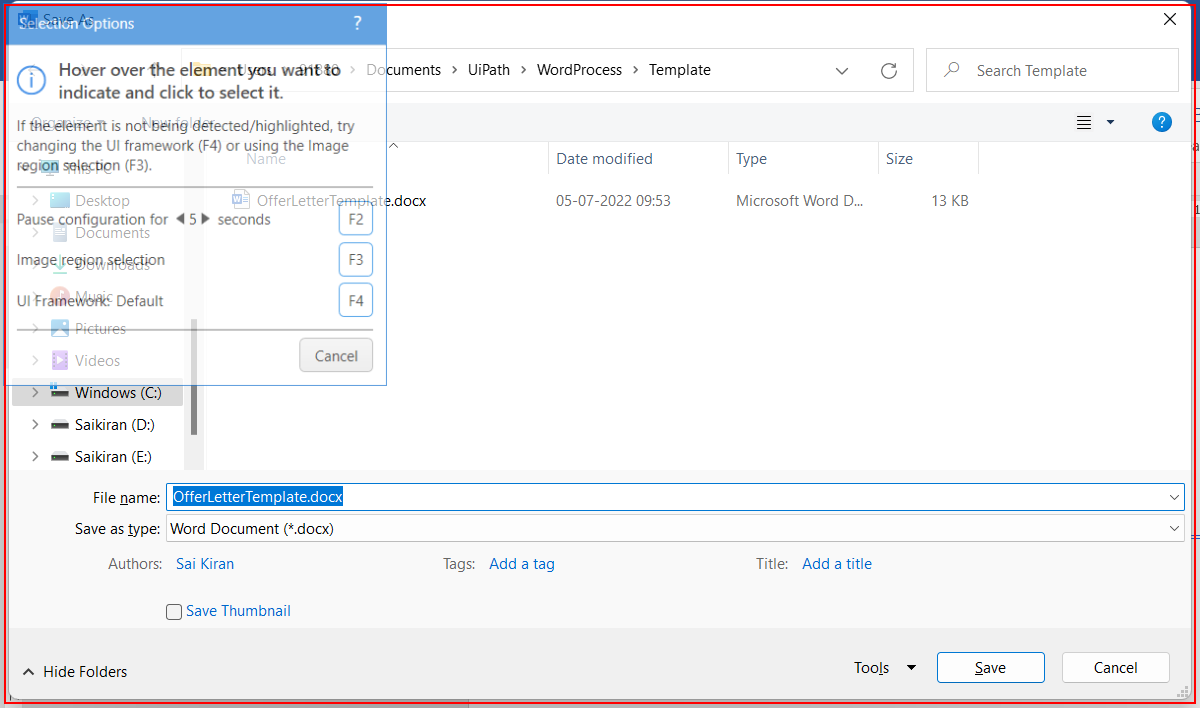 Save As
Selection Options ?
Documents > UiPath > WordProcess > Template
Search Template
Hover over the element you want to
indicate and click to select it.
Organize New folder
If the element is not being detected/highlighted, try
changing the UI framework (F4) or using the Image
region selection (F3).
This PC
Name Date modified Type Size
Desktop
OfferLetterTemplate.docx 05-07-2022 09:53 Microsoft Word D... 13 KB
Pause configuration for 5 seconds F2
Documents
Image region selection F3
Downloads
Music
UI Framework: Default F4
Pictures
Videos
Cancel
Windows (C:)
Saikiran (D:)
Saikiran (E:)
File name: OfferLetterTemplate.docx
Save as type: Word Document (*.docx)
Authors: Sai Kiran Tags: Add a tag Title: Add a title
Save Thumbnail
Hide Folders Tools Save Cancel